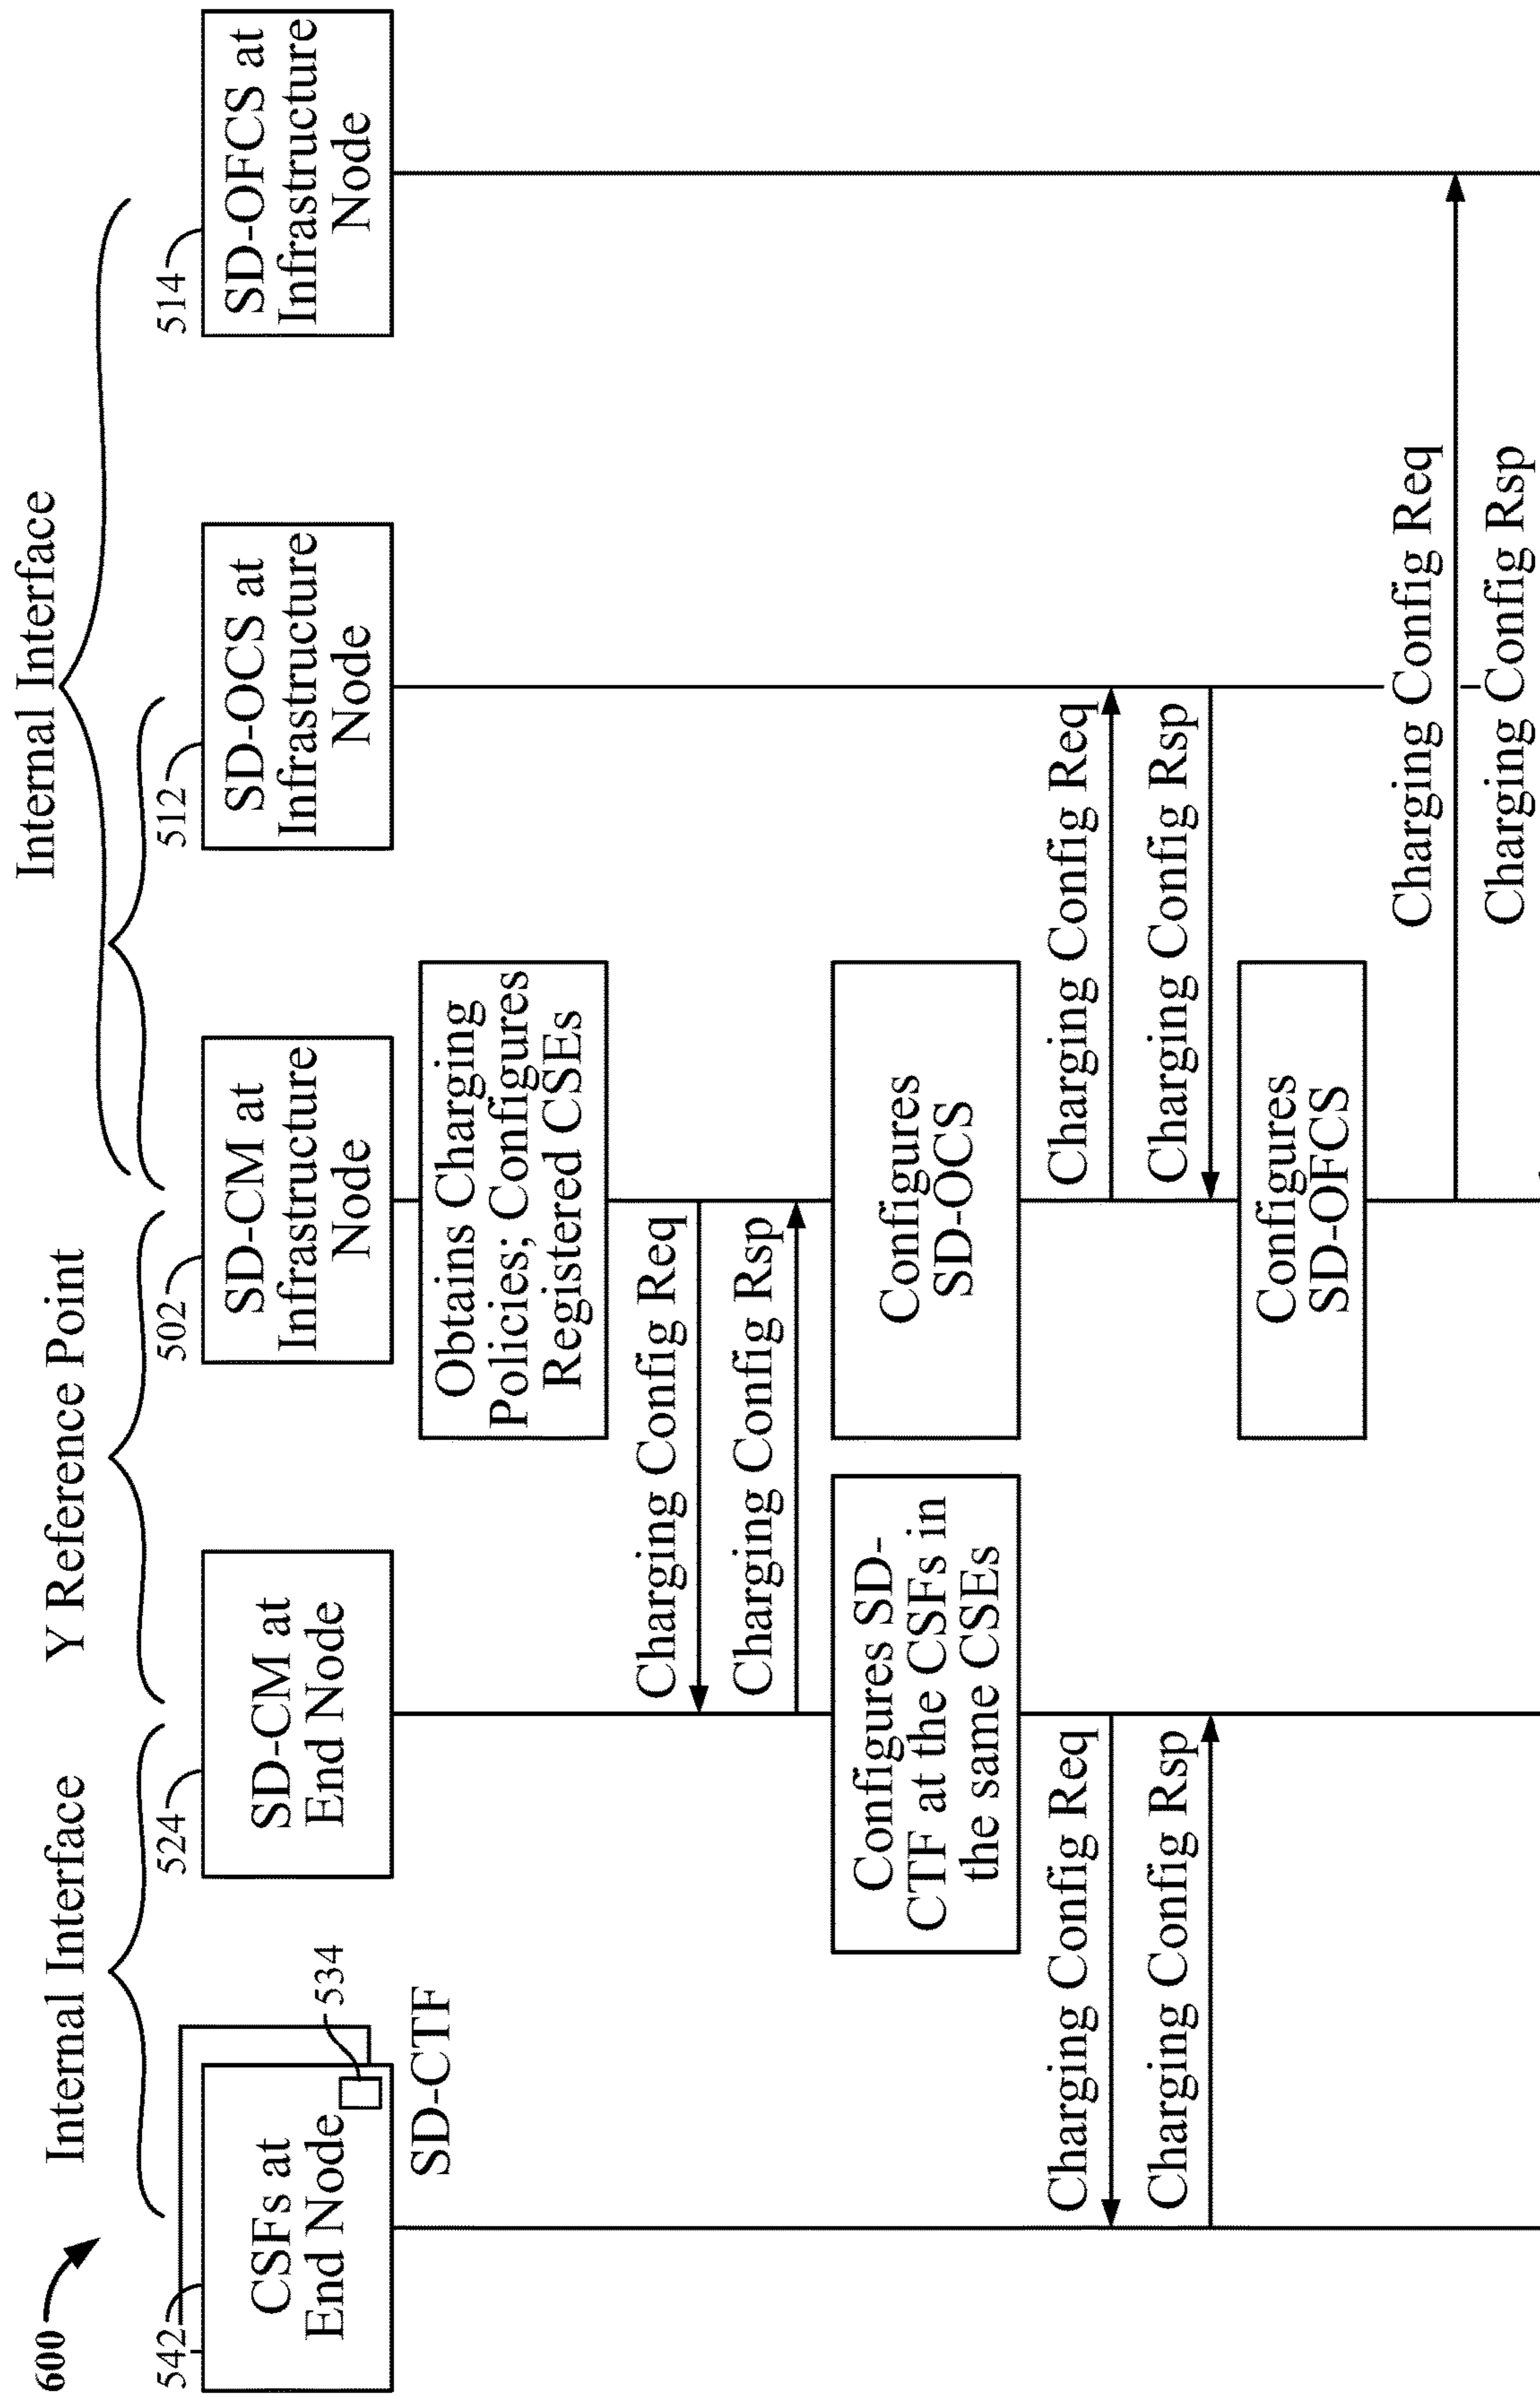 600
Internal Interface
Y Reference Point
Internal Interface
542
524
502
512
514
CSFs at
End Node
534
SD-CTF
SD-CM at
End Node
SD-CM at
Infrastructure
Node
SD-OCS at
Infrastructure
Node
SD-OFCS at
Infrastructure
Node
Obtains Charging
Policies; Configures
Registered CSEs
Charging Config Req
Charging Config Rsp
Configures SD-
CTF at the CSFs in
the same CSEs
Configures
SD-OCS
Charging Config Req
Charging Config Req
Charging Config Rsp
Charging Config Rsp
Configures
SD-OFCS
Charging Config Req
Charging Config Rsp